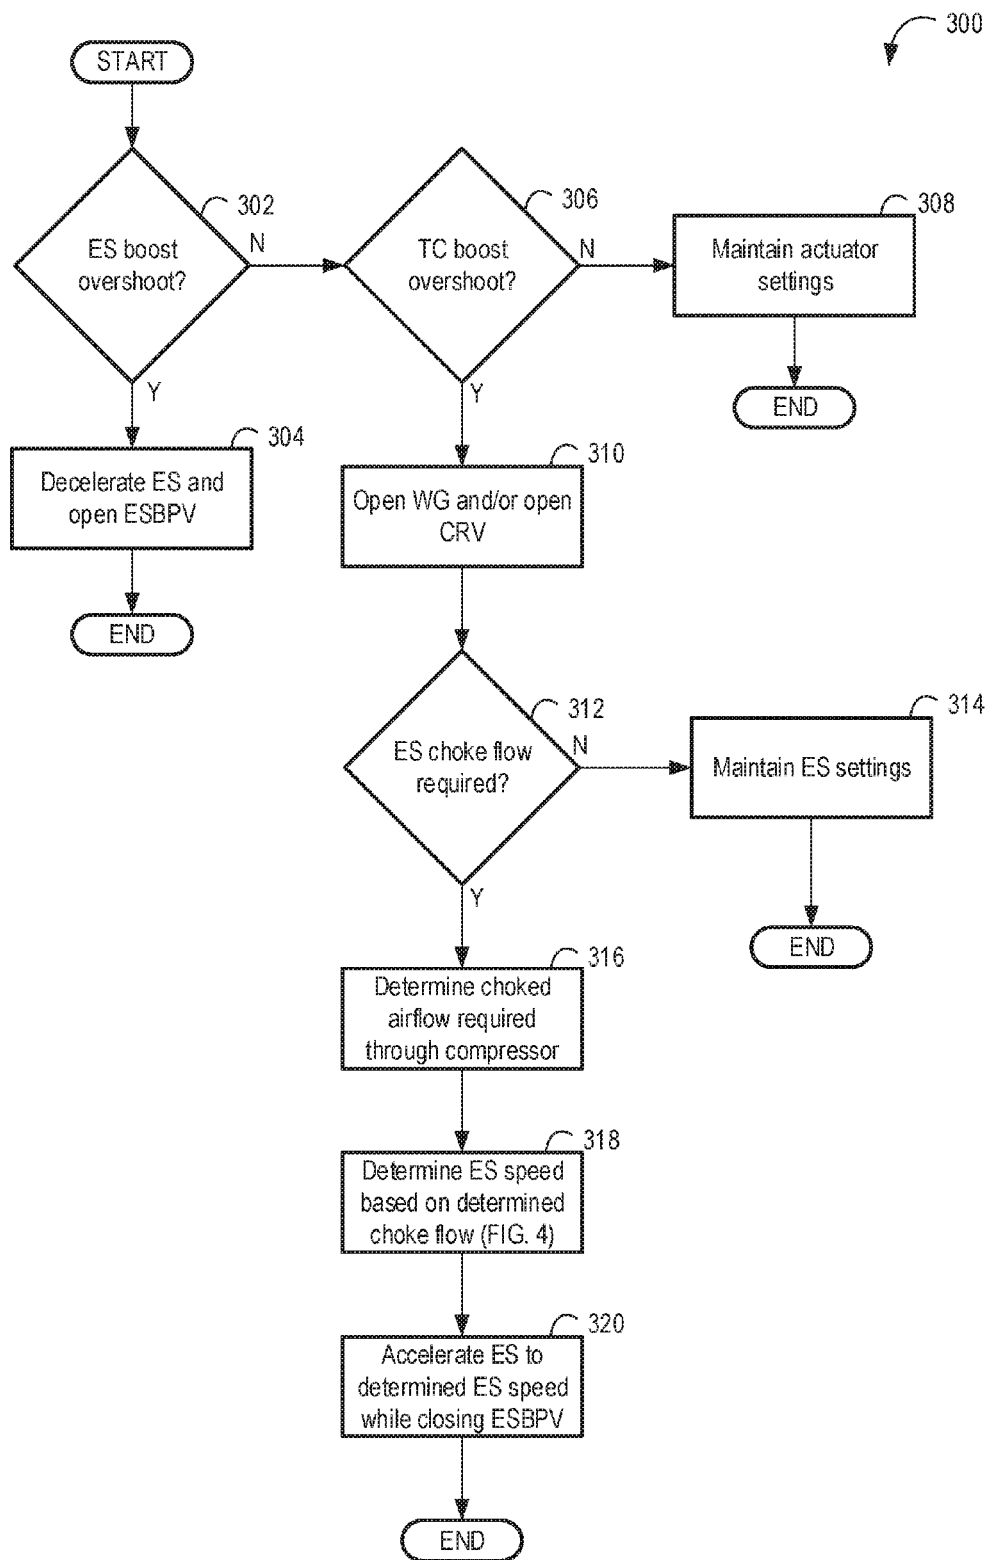 300
START
302
ES boost
overshoot?
N
Y
306
TC boost
overshoot?
N
Y
308
Maintain actuator
settings
END
304
Decelerate ES and
open ESBPV
END
310
Open WG and/or open
CRV
312
ES choke flow
required?
N
Y
314
Maintain ES settings
END
316
Determine choked
airflow required
through compressor
318
Determine ES speed
based on determined
choke flow (FIG. 4)
320
Accelerate ES to
determined ES speed
while closing ESBPV
END